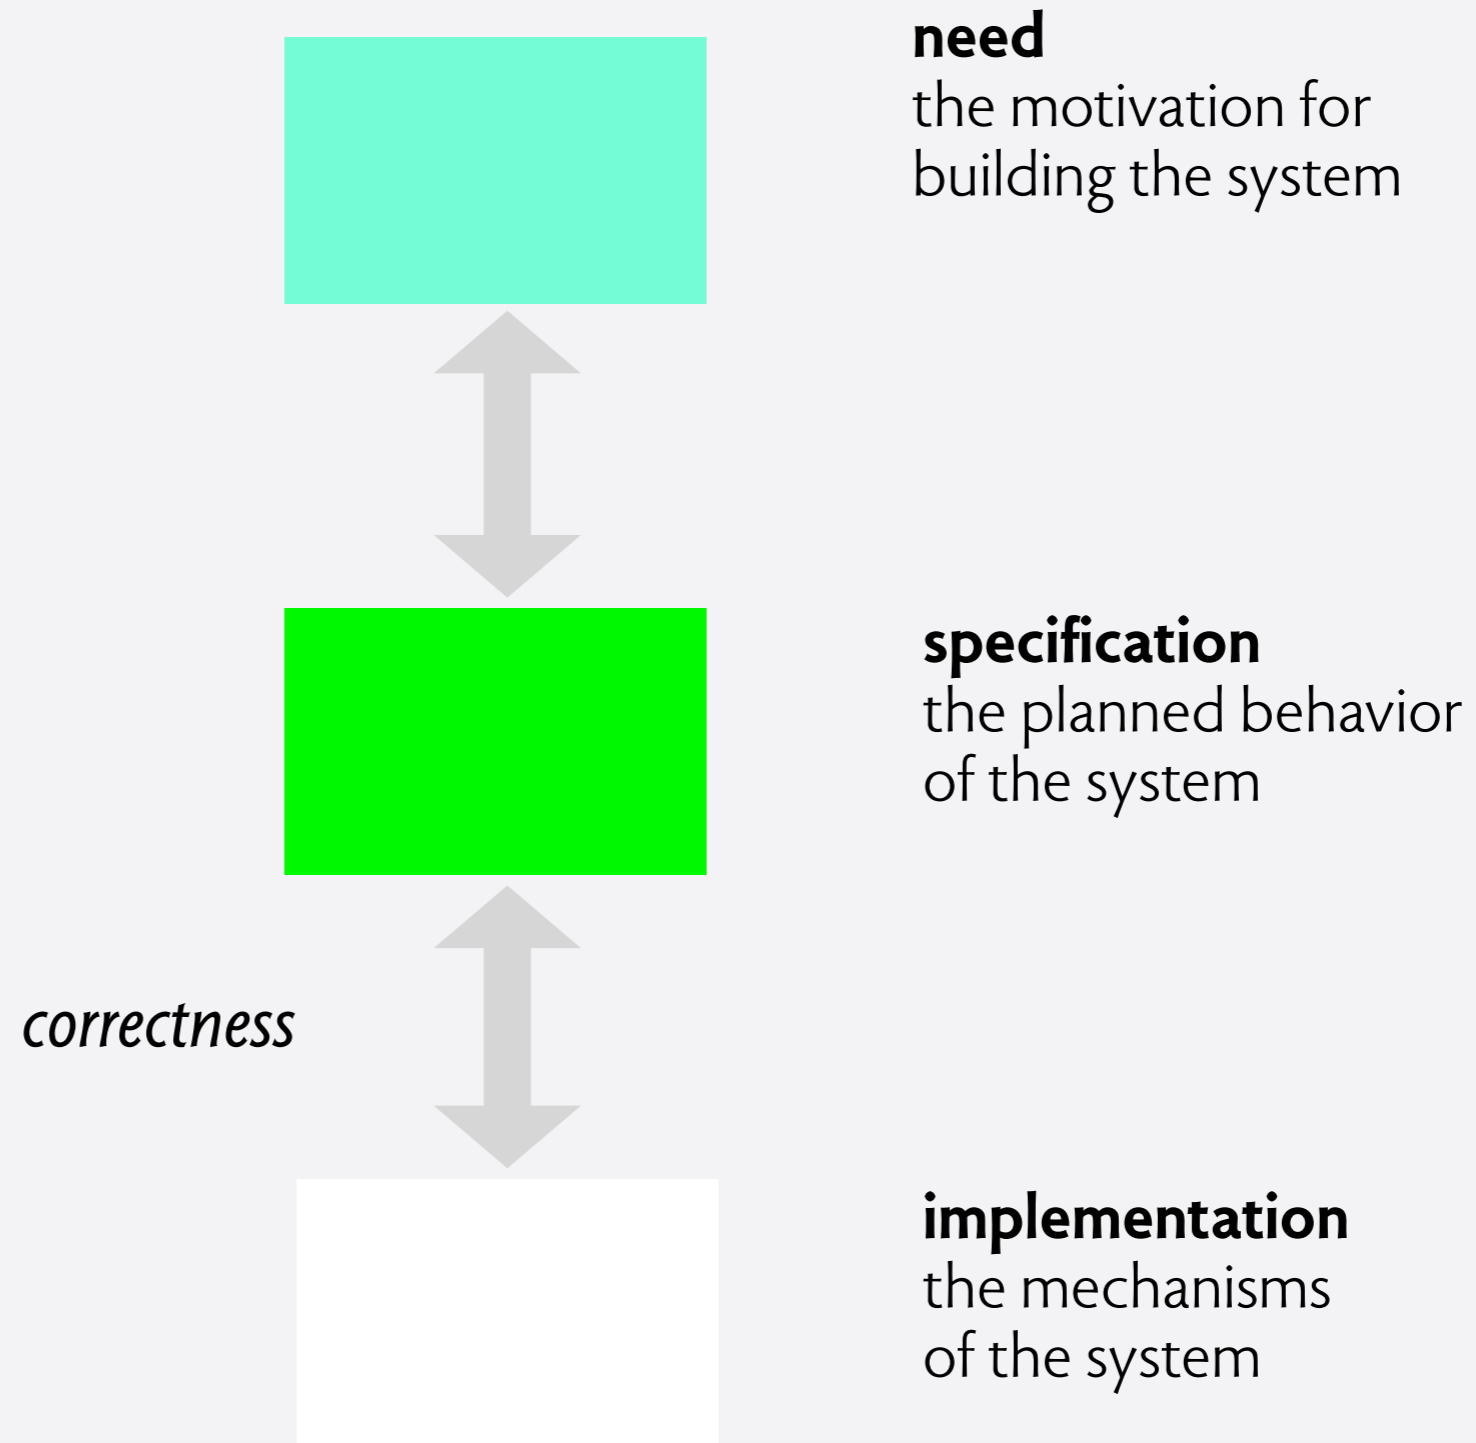 need
the motivation for
building the system
specification
the planned behavior
of the system
correctness
implementation
the mechanisms
of the system